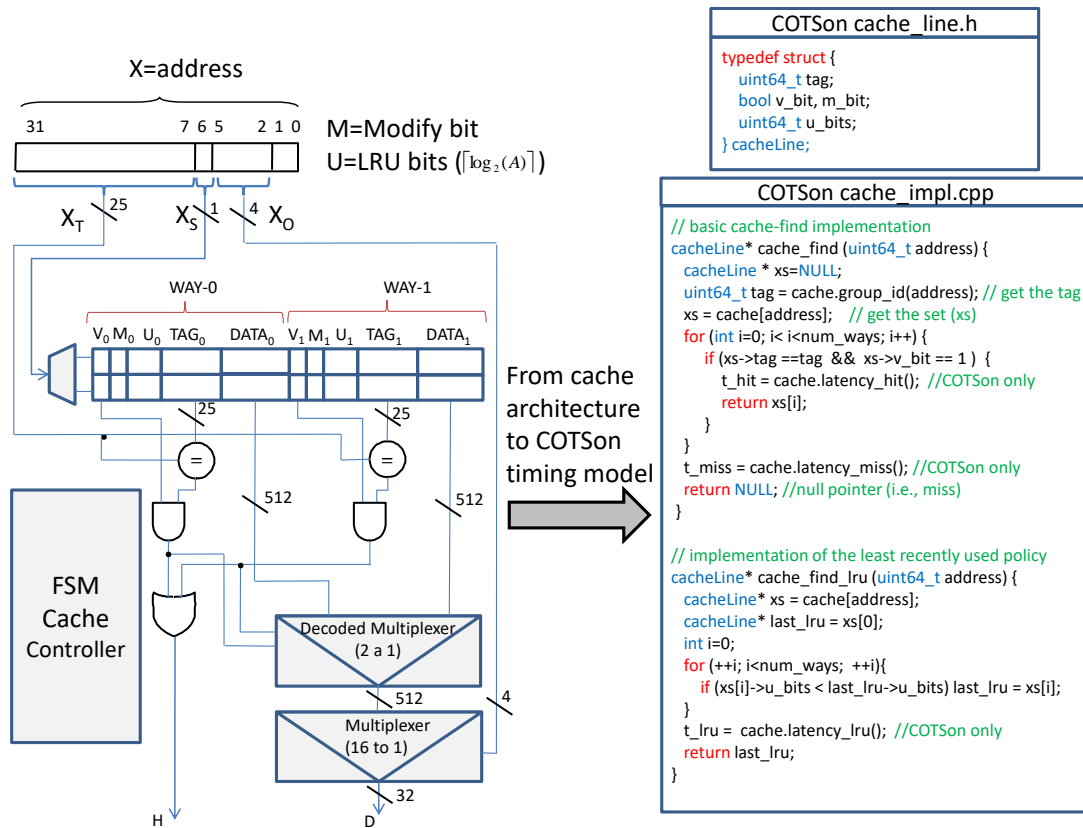 X=address
31 7 6 5 2 1 0
M=Modify bit
U=LRU bits (⌈log₂(A)⌉)
X_T 25 X_S 1 4 X_O
WAY-0 WAY-1
V₀ M₀ U₀ TAG₀ DATA₀ V₁ M₁ U₁ TAG₁ DATA₁
25 25
= =
512 512
FSM
Cache
Controller
Decoded Multiplexer
(2 a 1)
512 4
Multiplexer
(16 to 1)
32
H D
From cache
architecture
to COTSon
timing model
COTSon cache_line.h
typedef struct {
uint64_t tag;
bool v_bit, m_bit;
uint64_t u_bits;
} cacheLine;
COTSon cache_impl.cpp
// basic cache-find implementation
cacheLine* cache_find (uint64_t address) {
cacheLine * xs=NULL;
uint64_t tag = cache.group_id(address); // get the tag
xs = cache[address]; // get the set (xs)
for (int i=0; i< i<num_ways; i++) {
if (xs->tag ==tag && xs->v_bit == 1 ) {
t_hit = cache.latency_hit(); //COTSon only
return xs[i];
}
}
t_miss = cache.latency_miss(); //COTSon only
return NULL; //null pointer (i.e., miss)
}
// implementation of the least recently used policy
cacheLine* cache_find_lru (uint64_t address) {
cacheLine* xs = cache[address];
cacheLine* last_lru = xs[0];
int i=0;
for (++i; i<num_ways; ++i){
if (xs[i]->u_bits < last_lru->u_bits) last_lru = xs[i];
}
t_lru = cache.latency_lru(); //COTSon only
return last_lru;
}